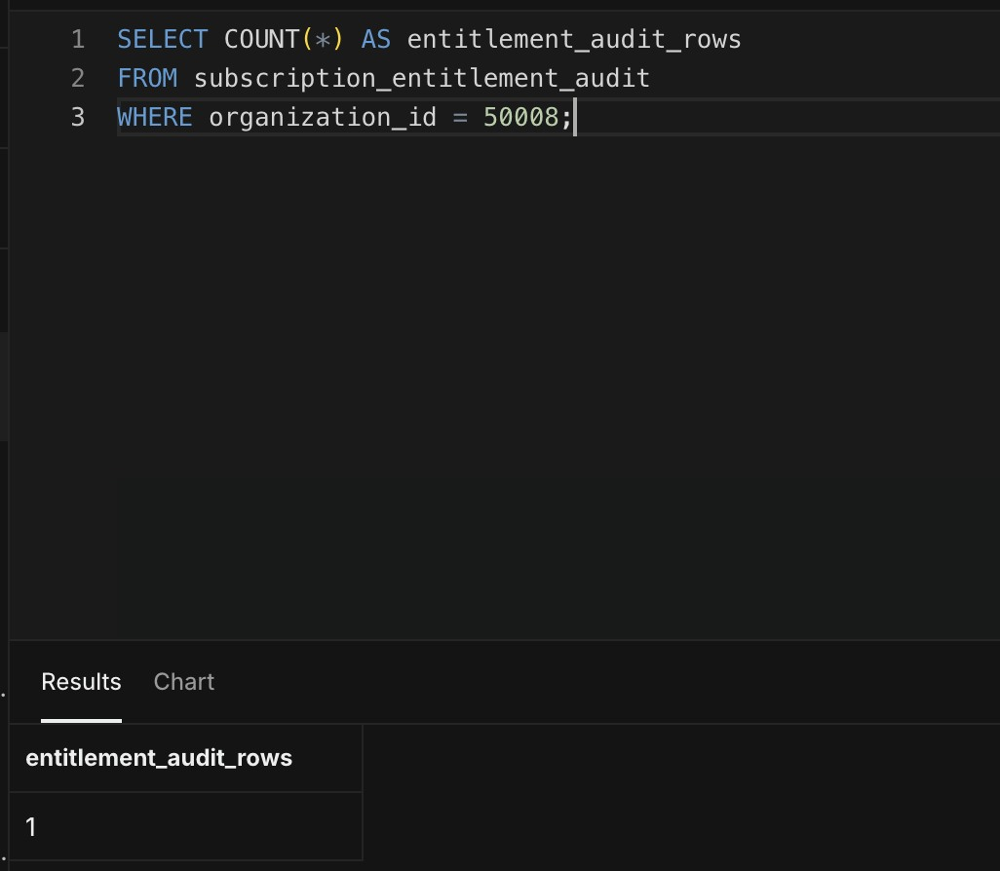 1 SELECT COUNT(*) AS entitlement_audit_rows
2 FROM subscription_entitlement_audit
3 WHERE organization_id = 50008;
Results Chart
entitlement_audit_rows
1